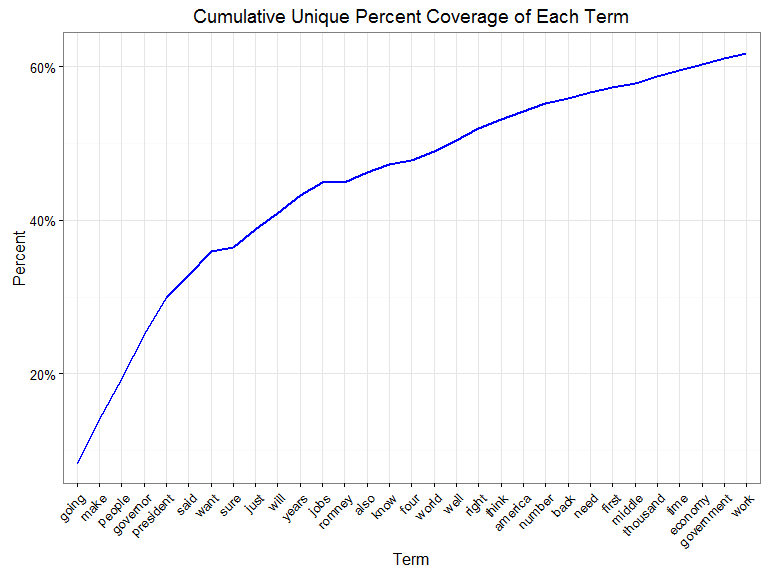 Cumulative Unique Percent Coverage of Each Term
60%
40%
20%
Percent
going
make
people
governor
president
said
want
sure
just
will
years
jobs
romney
also
know
four
world
well
right
think
america
number
back
need
first
middle
thousand
time
economy
government
work
Term